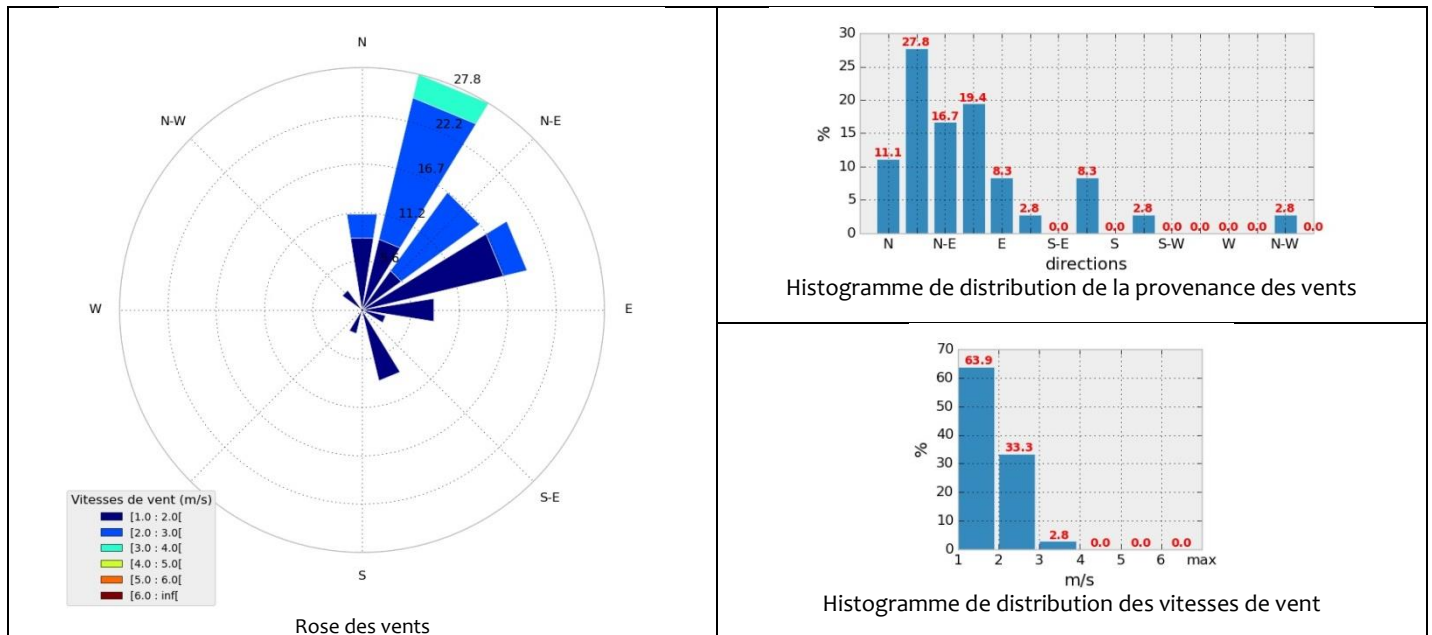 N
27.8
N-W
N-E
22.2
16.7
11.2
W
E
S-E
S
Vitesses de vent (m/s)
[1.0 : 2.0[
[2.0 : 3.0[
[3.0 : 4.0[
[4.0 : 5.0[
[5.0 : 6.0[
[6.0 : inf[
Rose des vents
30
25
20
15
10
5
0
%
11.1
27.8
16.7
19.4
8.3
2.8
0.0
8.3
0.0
2.8
0.0
0.0
0.0
0.0
2.8
0.0
N N-E E S-E S S-W W N-W
directions
Histogramme de distribution de la provenance des vents
70
60
50
40
30
20
10
0
%
63.9
33.3
2.8
0.0
0.0
0.0
1 2 3 4 5 6 max
m/s
Histogramme de distribution des vitesses de vent